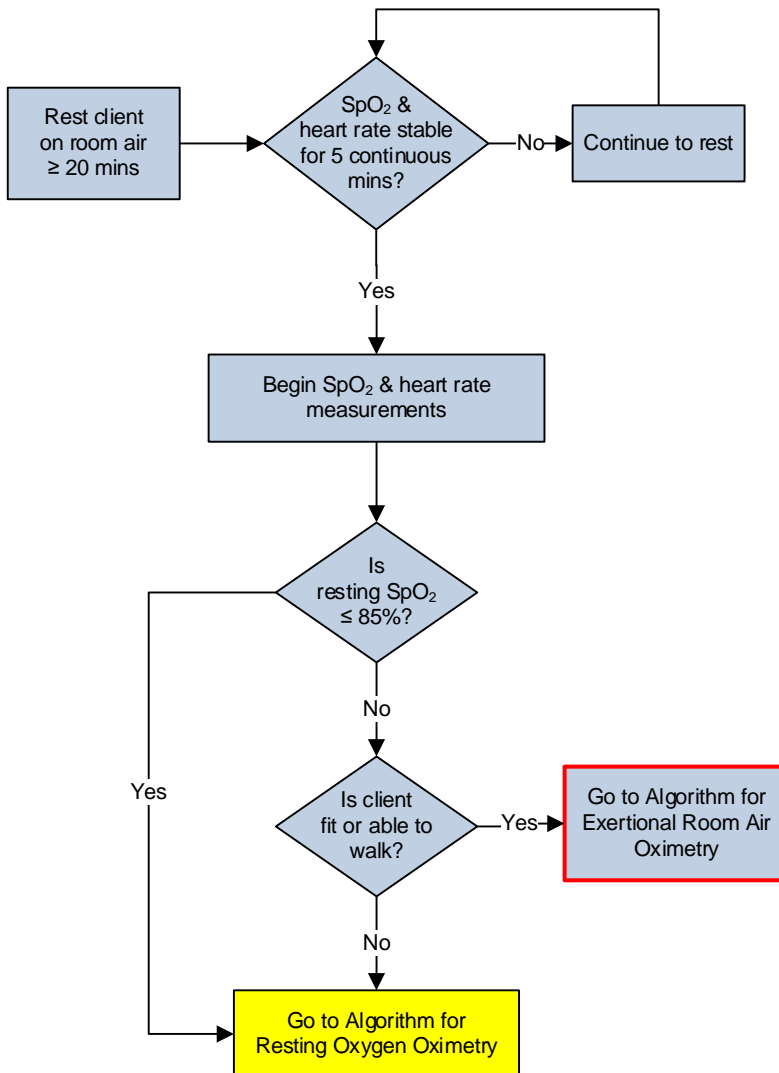 Rest client
on room air
≥ 20 mins
SpO₂ &
heart rate stable
for 5 continuous
mins?
No
Continue to rest
Yes
Begin SpO₂ & heart rate
measurements
Is
resting SpO₂
≤ 85%?
No
Yes
Is client
fit or able to
walk?
Yes
Go to Algorithm for
Exertional Room Air
Oximetry
No
Go to Algorithm for
Resting Oxygen Oximetry